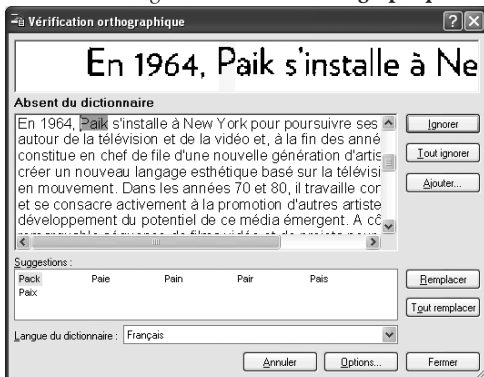 Vérification orthographique
En 1964, Paik s'installe à Ne
Absent du dictionnaire
En 1964, Paik s'installe à New York pour poursuivre ses
autour de la télévision et de la vidéo et, à la fin des anné
constitue en chef de file d'une nouvelle génération d'artis
créer un nouveau langage esthétique basé sur la télévisi
en mouvement. Dans les années 70 et 80, il travaille cor
et se consacre activement à la promotion d'autres artiste
développement du potentiel de ce média émergent. A cô
Ignorer
Tout ignorer
Ajouter...
Suggestions :
Pack Paie Pain Pair Pais
Paix
Remplacer
Tout remplacer
Langue du dictionnaire : Français
Annuler Options... Fermer